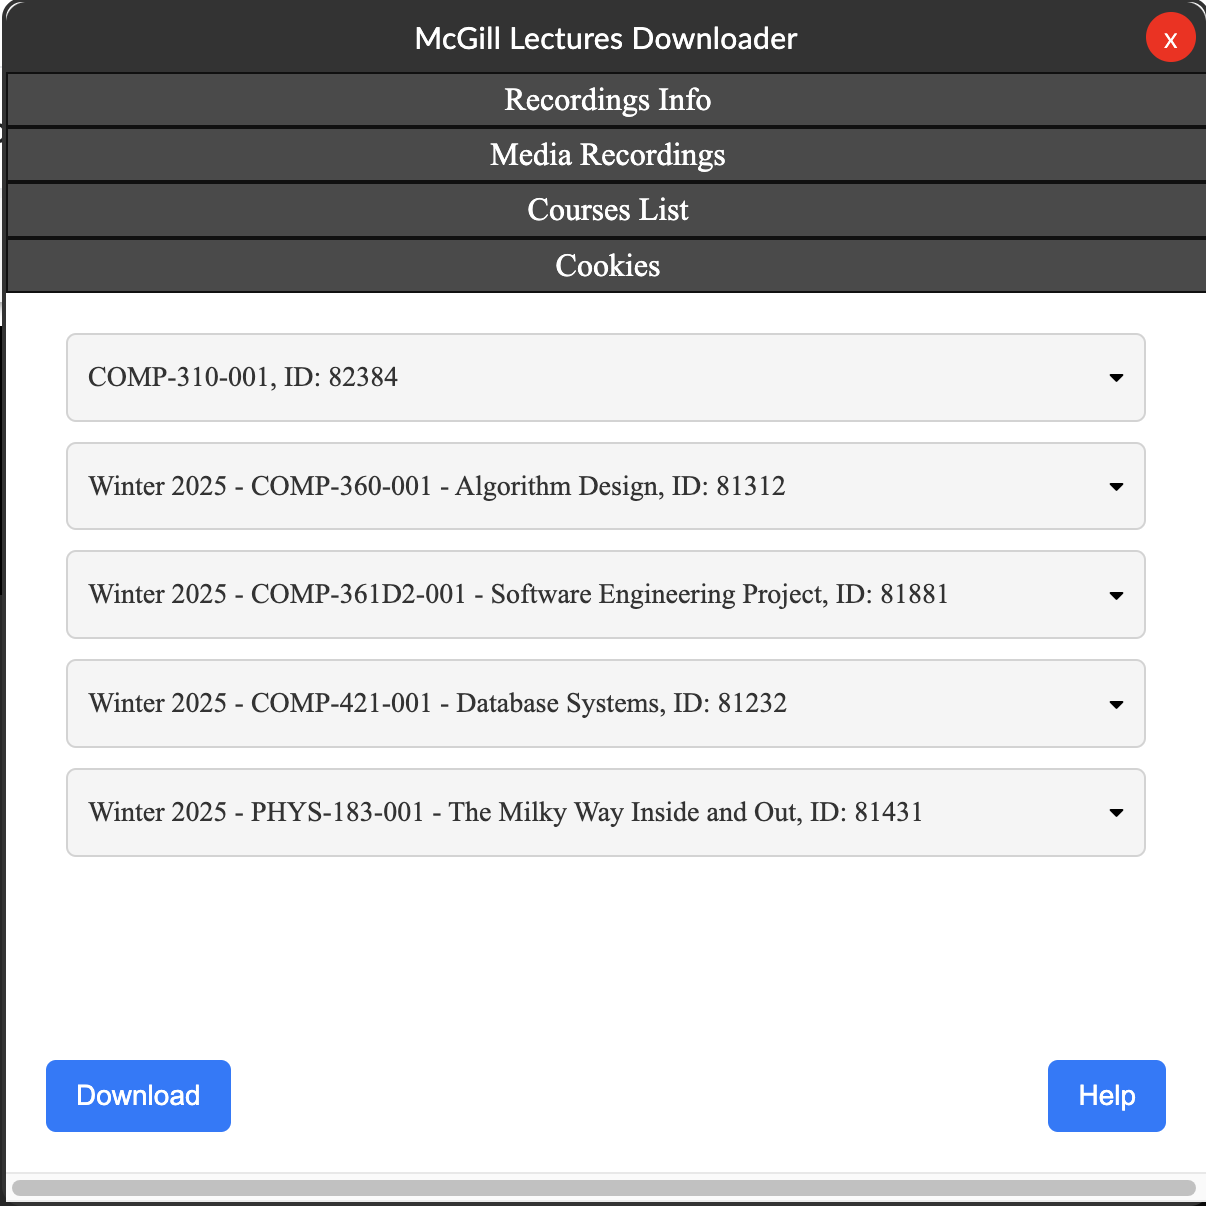 McGill Lectures Downloader
x
Recordings Info
Media Recordings
Courses List
Cookies
COMP-310-001, ID: 82384
Winter 2025 - COMP-360-001 - Algorithm Design, ID: 81312
Winter 2025 - COMP-361D2-001 - Software Engineering Project, ID: 81881
Winter 2025 - COMP-421-001 - Database Systems, ID: 81232
Winter 2025 - PHYS-183-001 - The Milky Way Inside and Out, ID: 81431
Download
Help